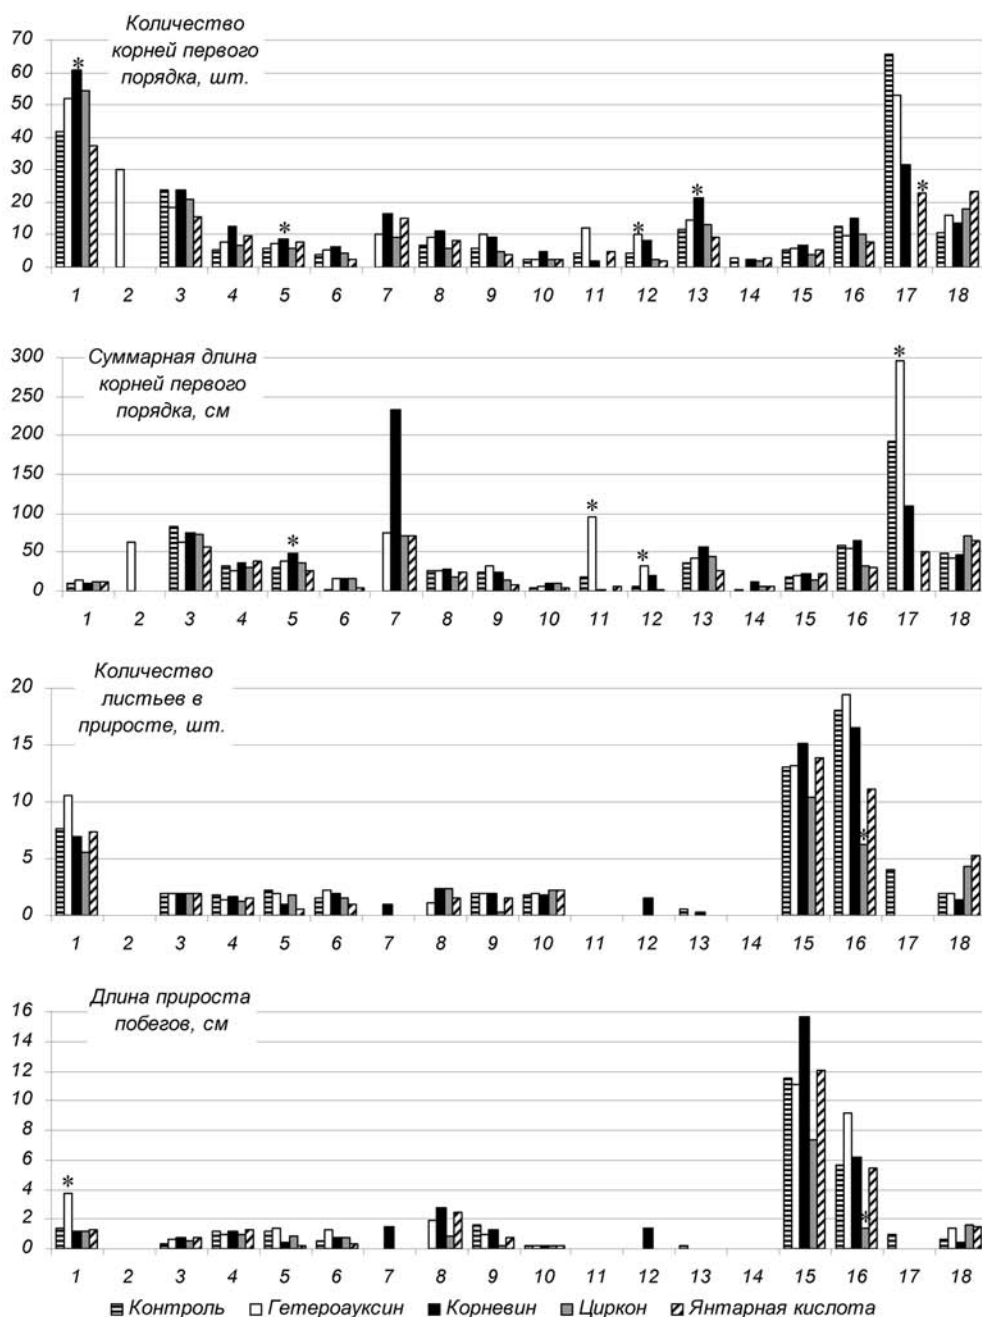 Количество
корней первого
порядка, шт.
70
60
50
40
30
20
10
0
* * * * *
1 2 3 4 5 6 7 8 9 10 11 12 13 14 15 16 17 18
Суммарная длина
корней первого
порядка, см
300
250
200
150
100
50
0
* * * *
1 2 3 4 5 6 7 8 9 10 11 12 13 14 15 16 17 18
Количество
листьев в
приросте, шт.
20
15
10
5
0
*
1 2 3 4 5 6 7 8 9 10 11 12 13 14 15 16 17 18
Длина прироста
побегов, см
16
14
12
10
8
6
4
2
0
* *
1 2 3 4 5 6 7 8 9 10 11 12 13 14 15 16 17 18
Контроль Гетероауксин Корневин Циркон Янтарная кислота